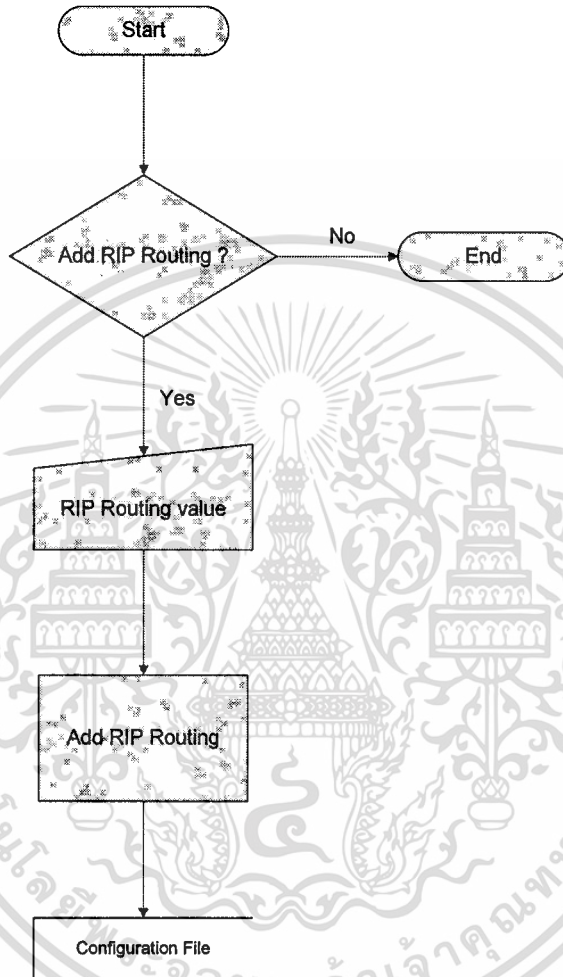 Start
Add RIP Routing ?
No
End
Yes
RIP Routing value
Add RIP Routing
Configuration File